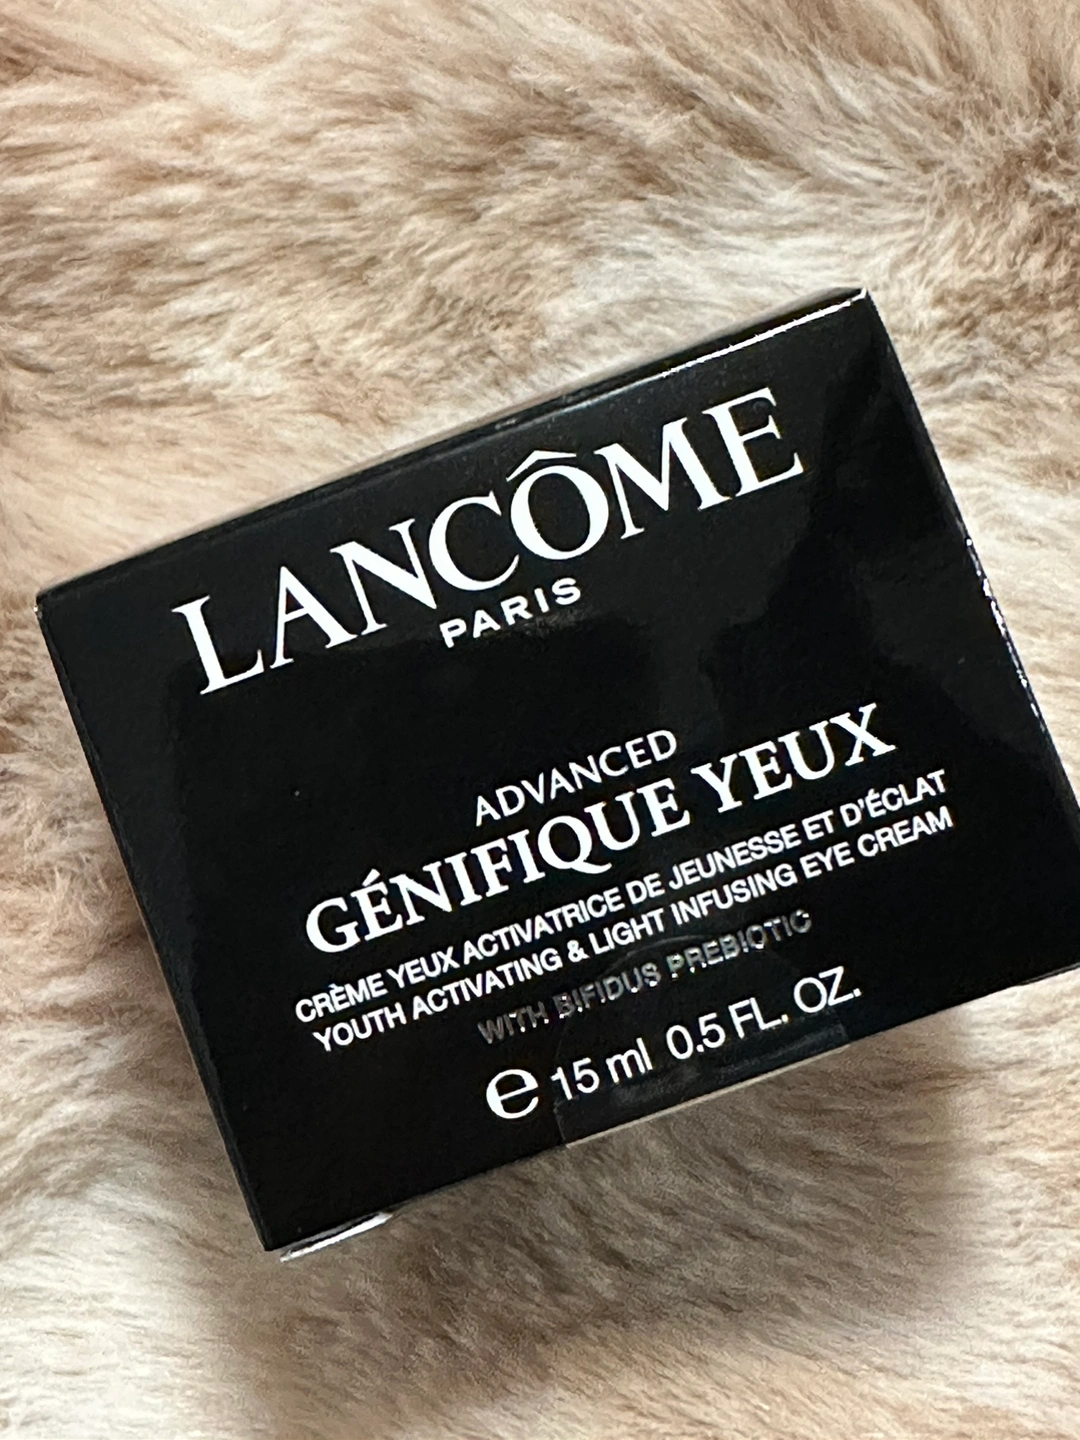 LANCÔME
PARIS
ADVANCED
GÉNIFIQUE YEUX
CRÈME YEUX ACTIVATRICE DE JEUNESSE ET D'ÉCLAT
YOUTH ACTIVATING & LIGHT INFUSING EYE CREAM
WITH BIFIDUS PREBIOTIC
℮ 15 ml 0.5 FL. OZ.